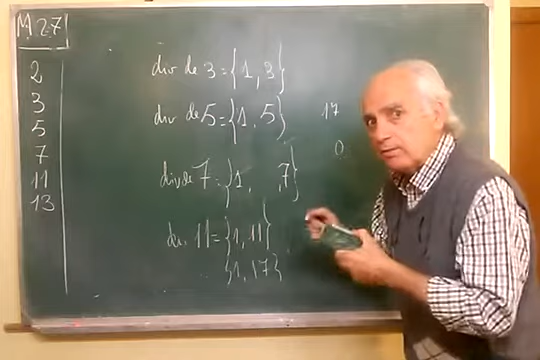 M 27
2
3
5
7
11
13
div de 3 = {1, 3}
div de 5 = {1, 5}
div de 7 = {1, ,7}
div 11 = {1, 11}
{1, 17}
17
0